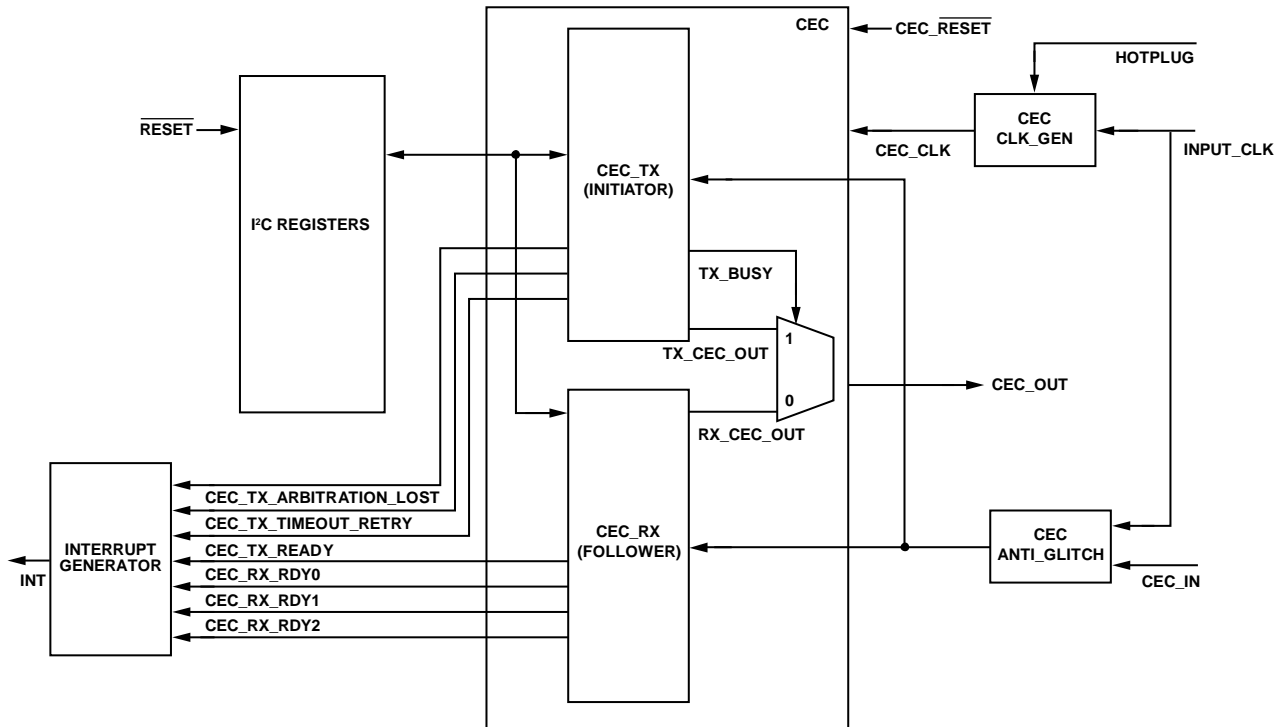 CEC
CEC_RESET
HOTPLUG
CEC
CLK_GEN
RESET
CEC_CLK
INPUT_CLK
CEC_TX
(INITIATOR)
I²C REGISTERS
TX_BUSY
1
TX_CEC_OUT
CEC_OUT
0
RX_CEC_OUT
CEC_TX_ARBITRATION_LOST
CEC_TX_TIMEOUT_RETRY
CEC_RX
(FOLLOWER)
CEC
ANTI_GLITCH
INTERRUPT
GENERATOR
CEC_TX_READY
INT
CEC_RX_RDY0
CEC_IN
CEC_RX_RDY1
CEC_RX_RDY2